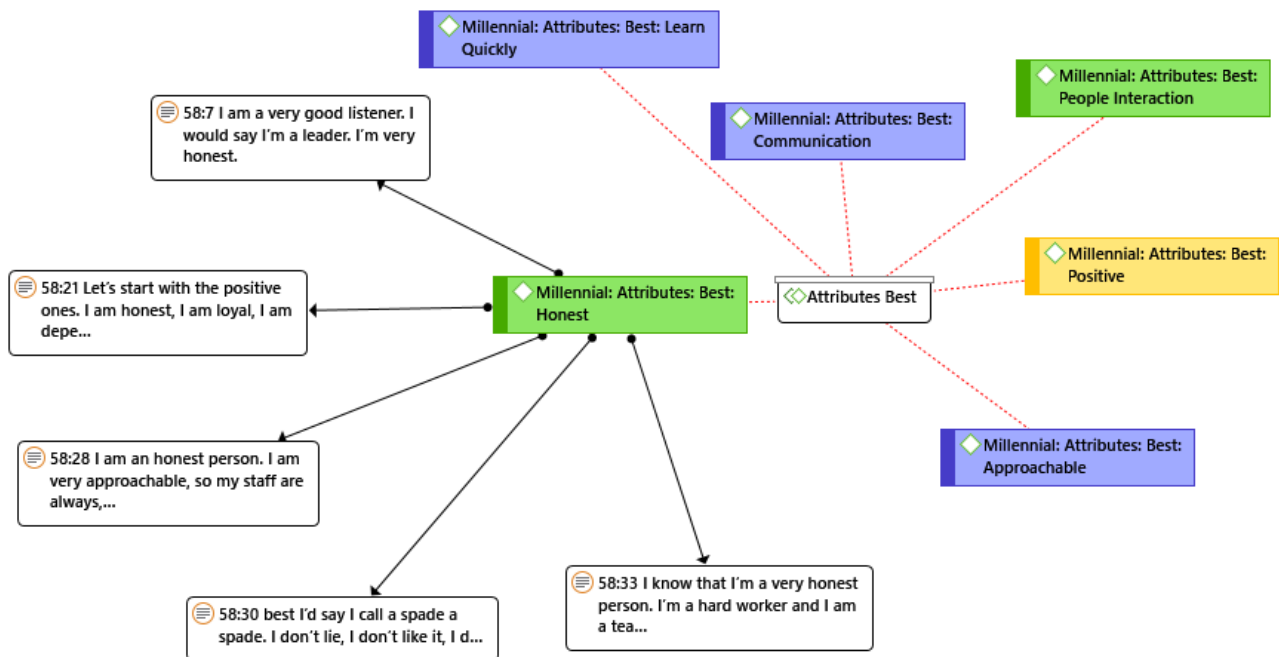 Millennial: Attributes: Best: Learn
Quickly
Millennial: Attributes: Best:
People Interaction
58:7 I am a very good listener. I
would say I'm a leader. I'm very
honest.
Millennial: Attributes: Best:
Communication
Millennial: Attributes: Best:
Positive
58:21 Let's start with the positive
ones. I am honest, I am loyal, I am
depe...
Millennial: Attributes: Best:
Honest
Attributes Best
58:28 I am an honest person. I am
very approachable, so my staff are
always,...
Millennial: Attributes: Best:
Approachable
58:30 best I'd say I call a spade a
spade. I don't lie, I don't like it, I d...
58:33 I know that I'm a very honest
person. I'm a hard worker and I am
a tea...